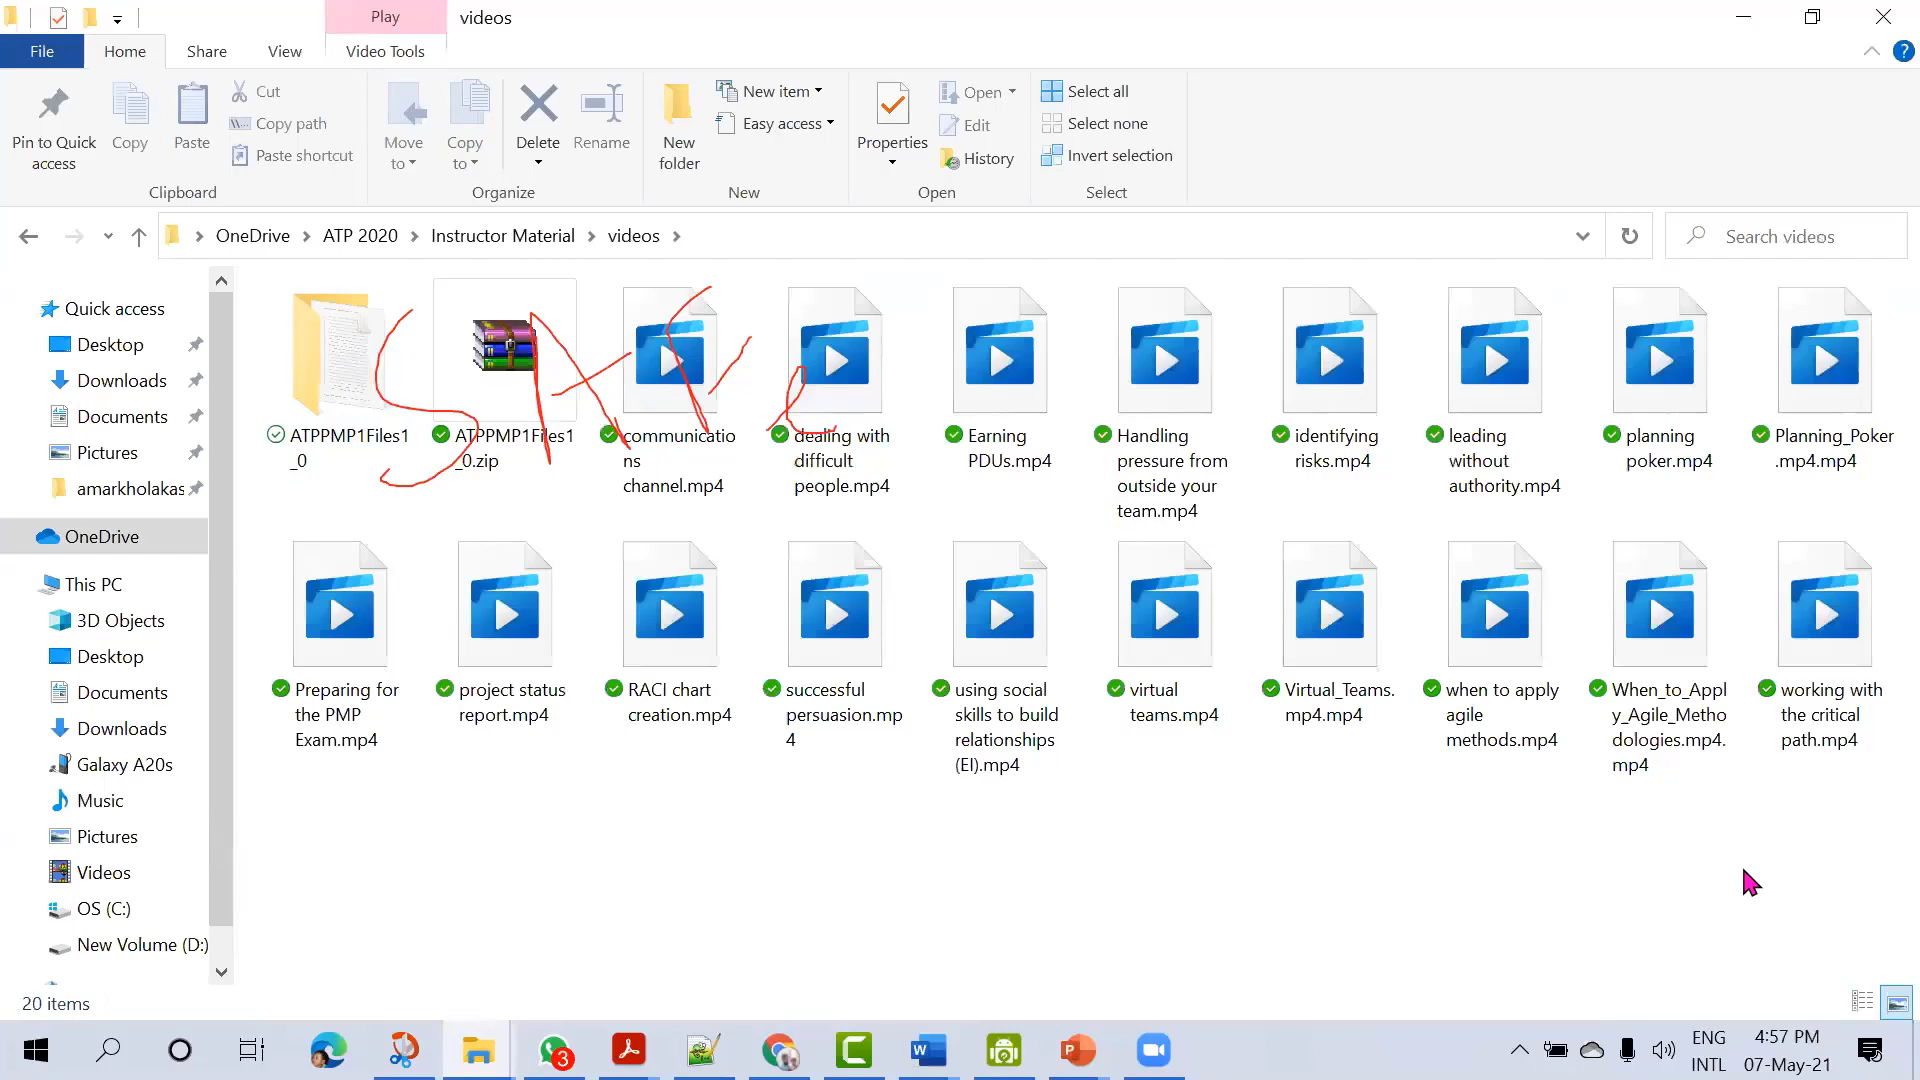 Play
videos
File
Home
Share
View
Video Tools
Pin to Quick
access
Copy
Paste
Cut
Copy path
Paste shortcut
Clipboard
Move
to
Copy
to
Delete
Rename
Organize
New
folder
New item
Easy access
New
Properties
Open
Edit
History
Open
Select all
Select none
Invert selection
Select
OneDrive
ATP 2020
Instructor Material
videos
Search videos
Quick access
Desktop
Downloads
Documents
Pictures
amarkholakas
OneDrive
This PC
3D Objects
Desktop
Documents
Downloads
Galaxy A20s
Music
Pictures
Videos
OS (C:)
New Volume (D:)
ATPPMP1Files1
_0
ATPPMP1Files1
_0.zip
communicatio
ns
channel.mp4
dealing with
difficult
people.mp4
Earning
PDUs.mp4
Handling
pressure from
outside your
team.mp4
identifying
risks.mp4
leading
without
authority.mp4
planning
poker.mp4
Planning_Poker
.mp4.mp4
Preparing for
the PMP
Exam.mp4
project status
report.mp4
RACI chart
creation.mp4
successful
persuasion.mp
4
using social
skills to build
relationships
(EI).mp4
virtual
teams.mp4
Virtual_Teams.
mp4.mp4
when to apply
agile
methods.mp4
When_to_Appl
y_Agile_Metho
dologies.mp4.
mp4
working with
the critical
path.mp4
20 items
3
ENG
INTL
4:57 PM
07-May-21